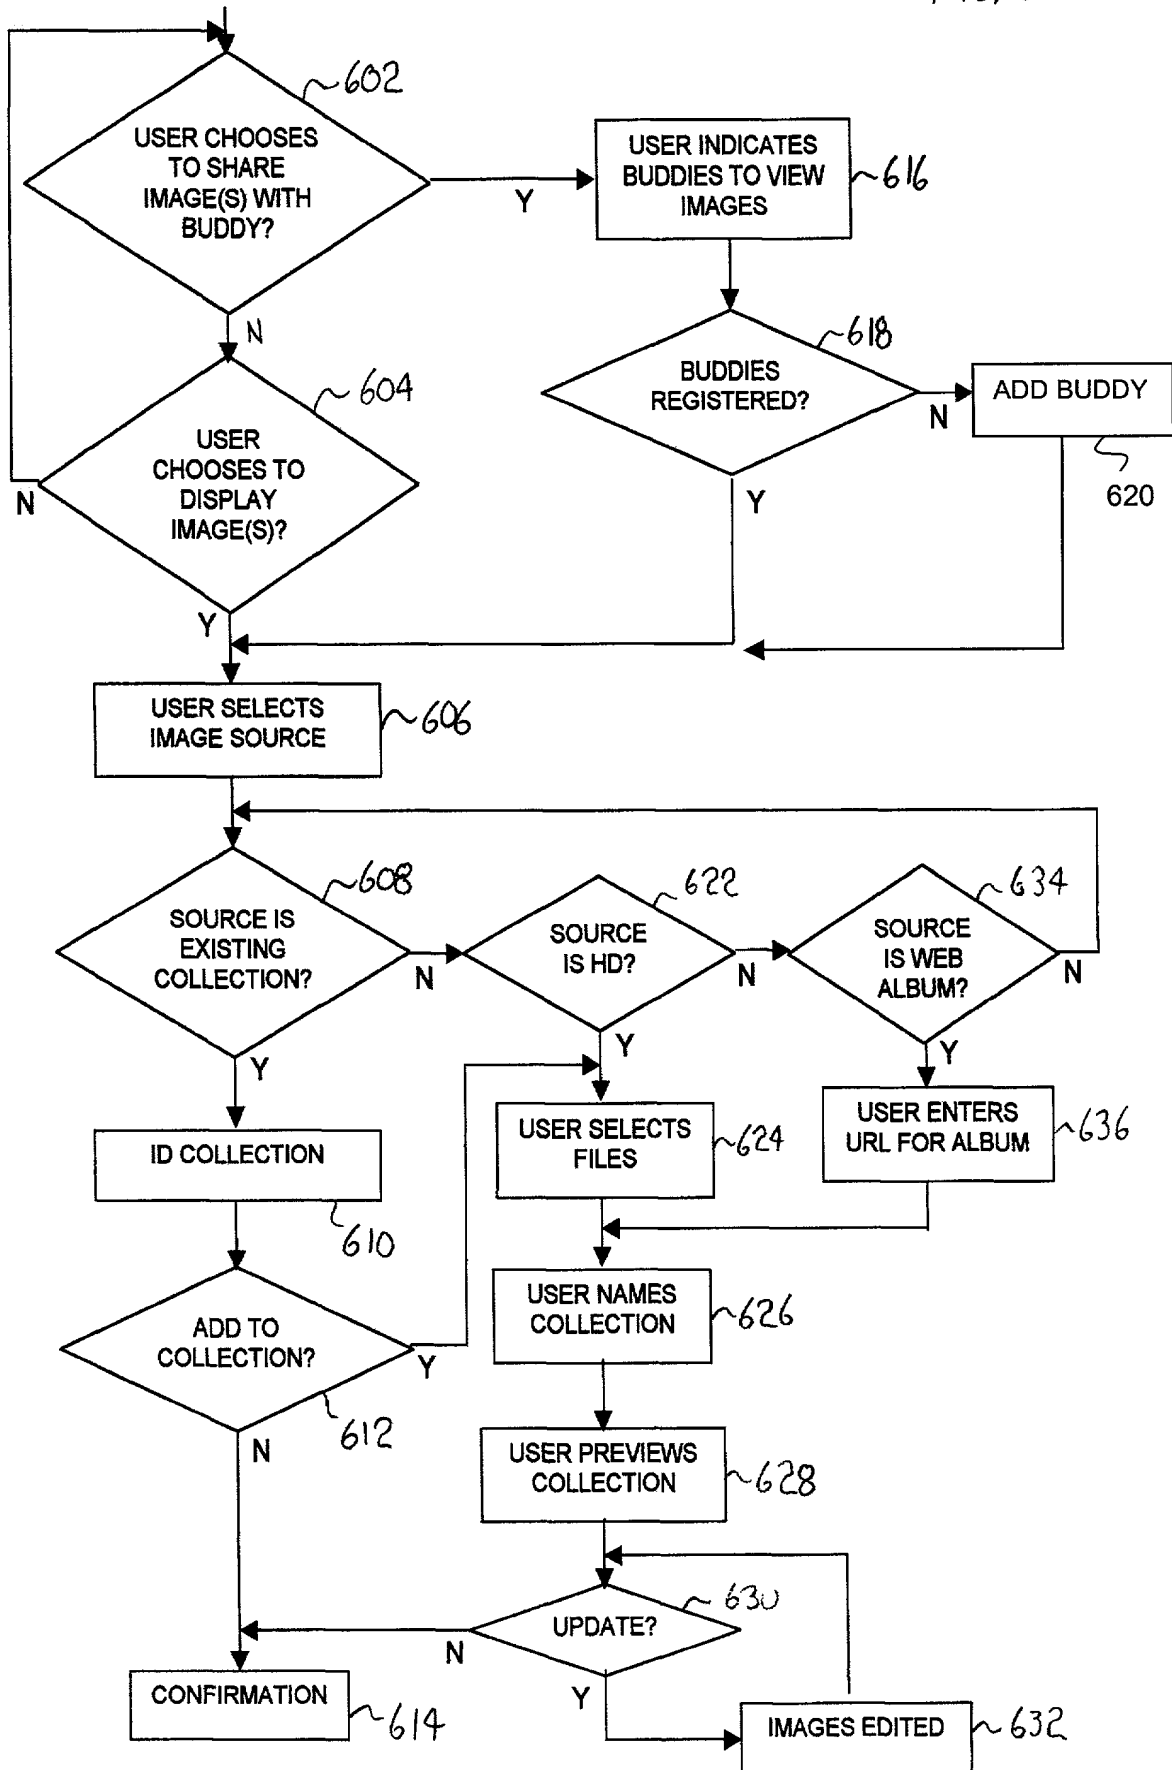 602
USER CHOOSES
TO SHARE
IMAGE(S) WITH
BUDDY?
Y
USER INDICATES
BUDDIES TO VIEW
IMAGES
616
N
604
USER
CHOOSES TO
DISPLAY
IMAGE(S)?
N
Y
618
BUDDIES
REGISTERED?
N
ADD BUDDY
620
Y
USER SELECTS
IMAGE SOURCE
606
608
SOURCE IS
EXISTING
COLLECTION?
N
Y
622
SOURCE
IS HD?
N
Y
634
SOURCE
IS WEB
ALBUM?
N
Y
ID COLLECTION
610
USER SELECTS
FILES
624
USER ENTERS
URL FOR ALBUM
636
ADD TO
COLLECTION?
Y
612
N
USER NAMES
COLLECTION
626
USER PREVIEWS
COLLECTION
628
UPDATE?
630
N
Y
CONFIRMATION
614
IMAGES EDITED
632